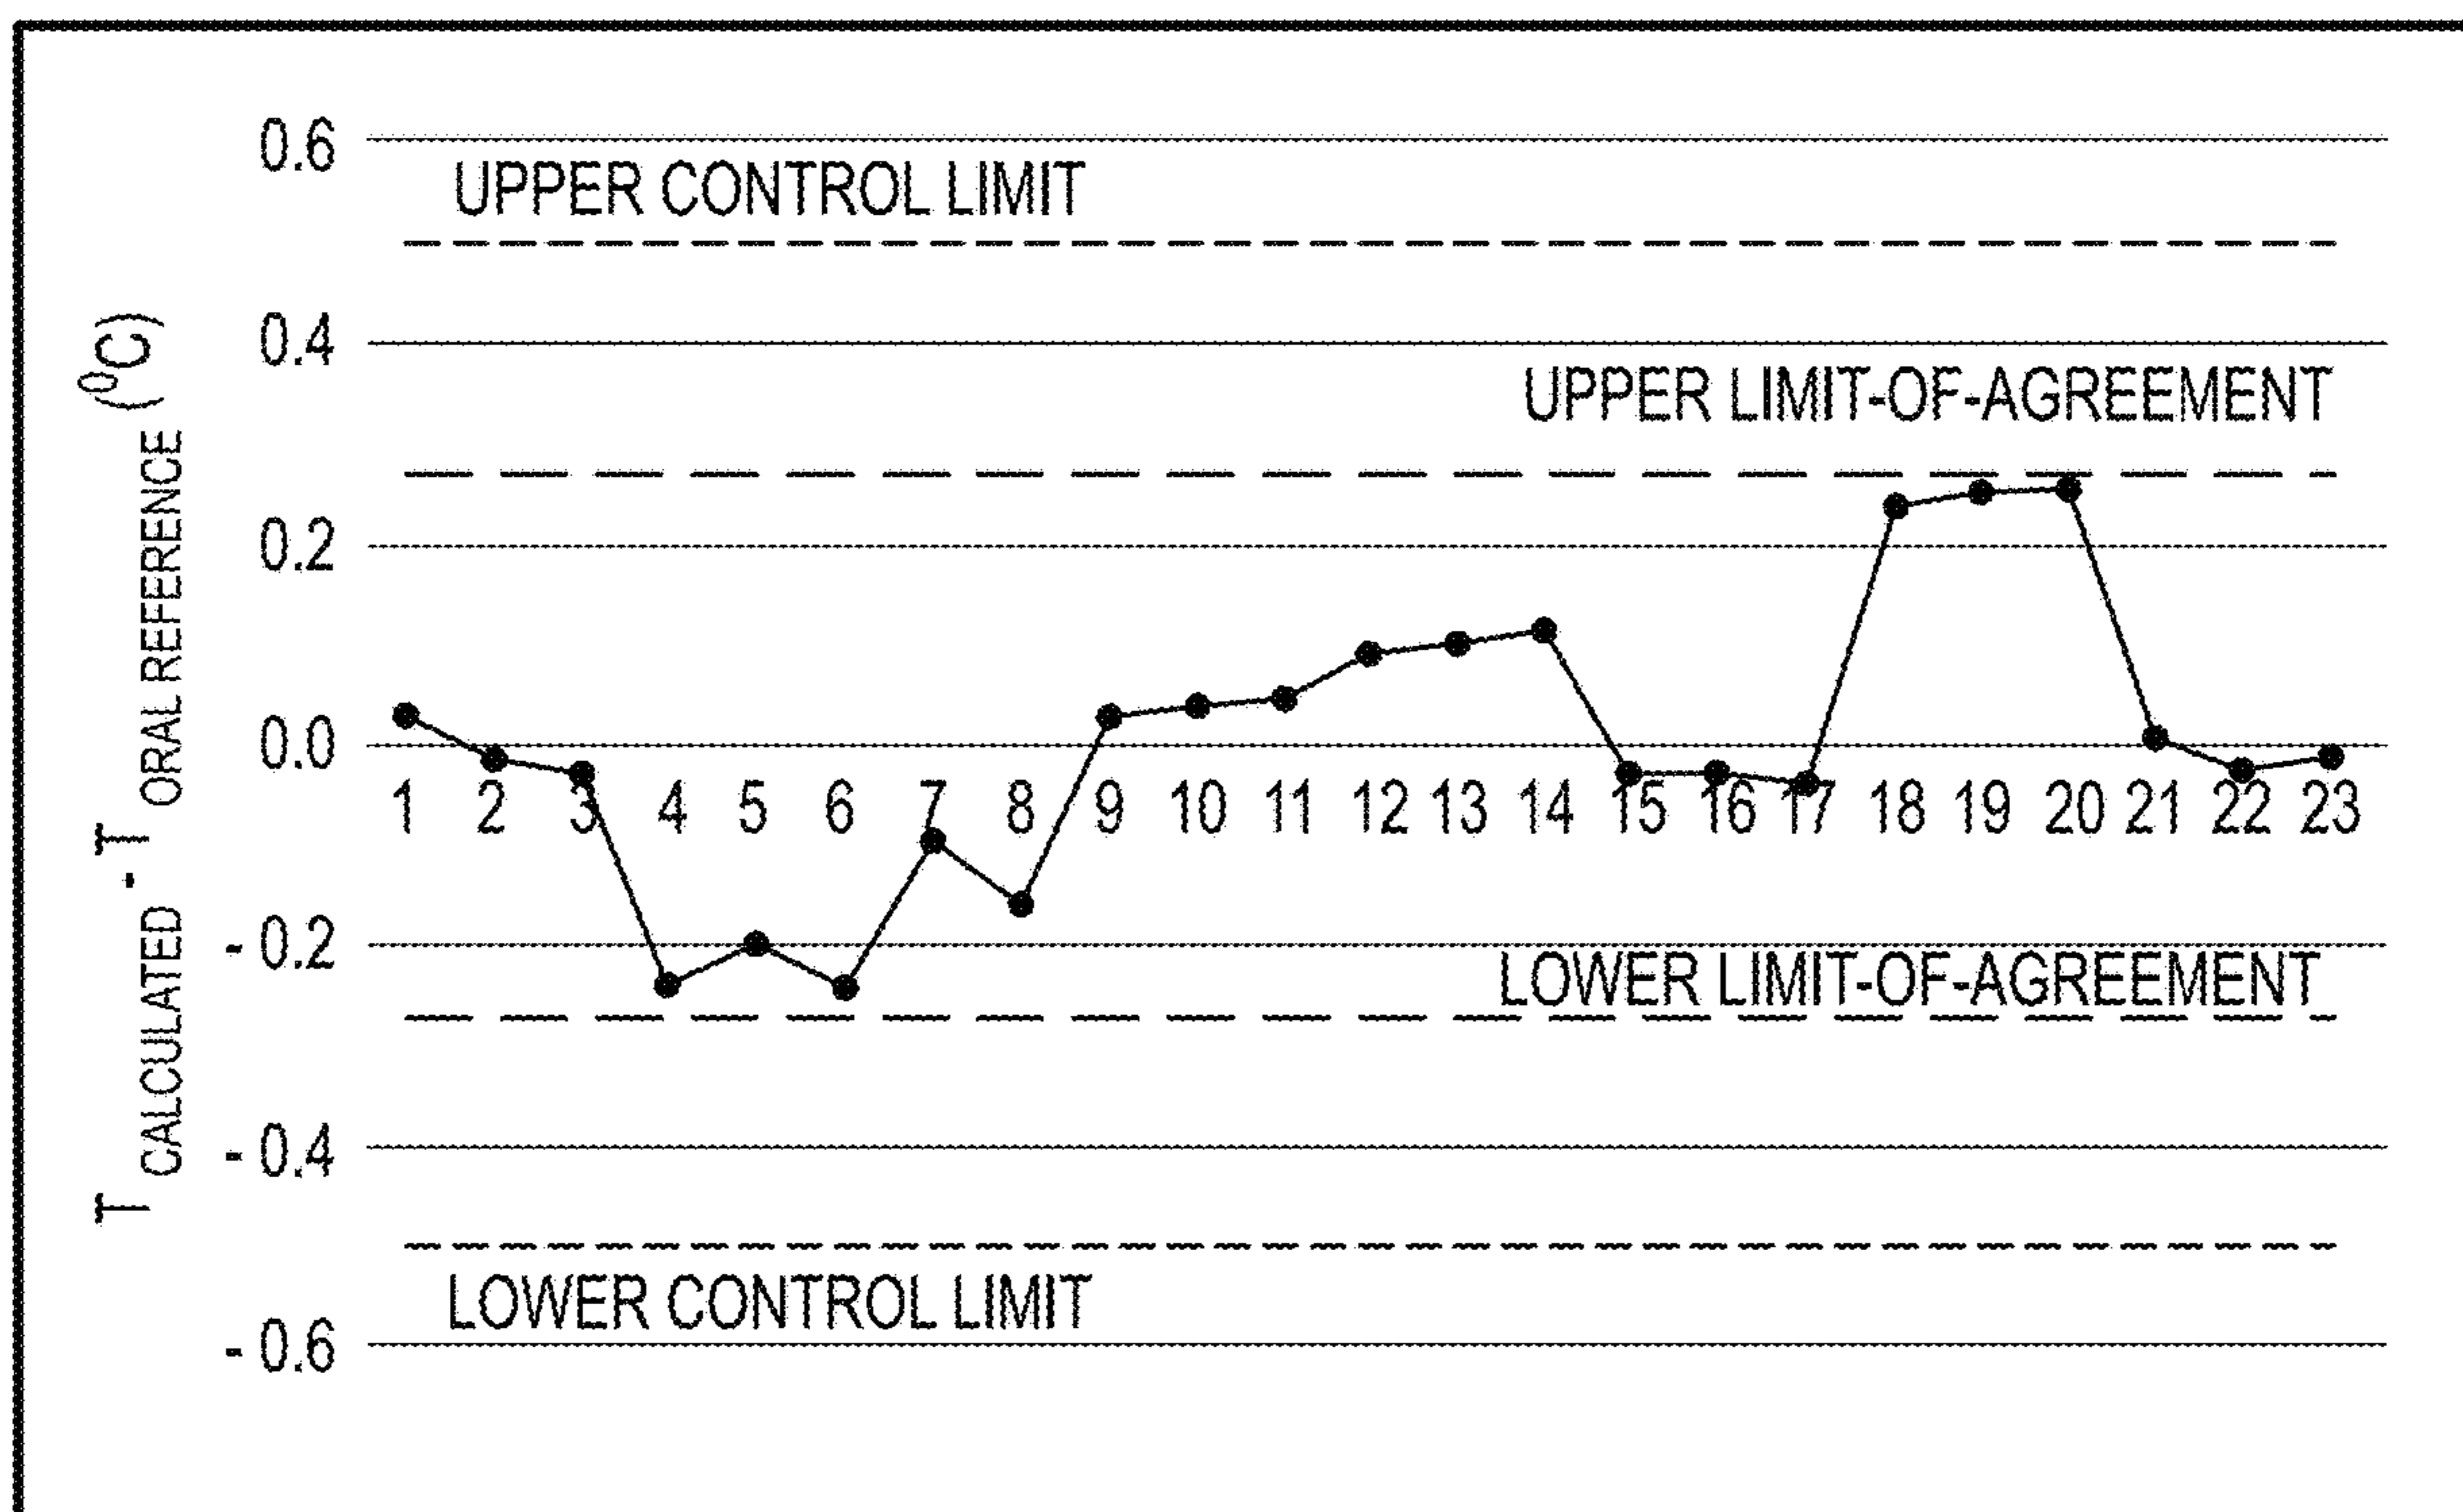 0.6
UPPER CONTROL LIMIT
0.4
UPPER LIMIT-OF-AGREEMENT
0.2
0.0
1 2 3 4 5 6 7 8 9 10 11 12 13 14 15 16 17 18 19 20 21 22 23
- 0.2
LOWER LIMIT-OF-AGREEMENT
- 0.4
LOWER CONTROL LIMIT
- 0.6
T CALCULATED - T ORAL REFERENCE (⁰C)